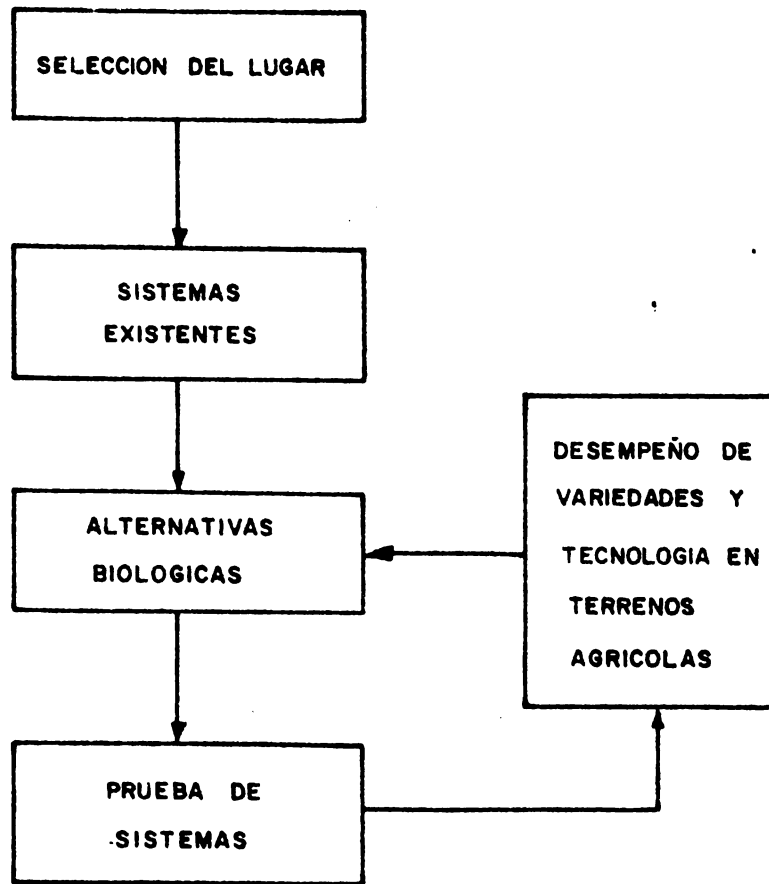 SELECCION DEL LUGAR
SISTEMAS
EXISTENTES
ALTERNATIVAS
BIOLOGICAS
PRUEBA DE
SISTEMAS
DESEMPEÑO DE
VARIEDADES Y
TECNOLOGIA EN
TERRENOS
AGRICOLAS